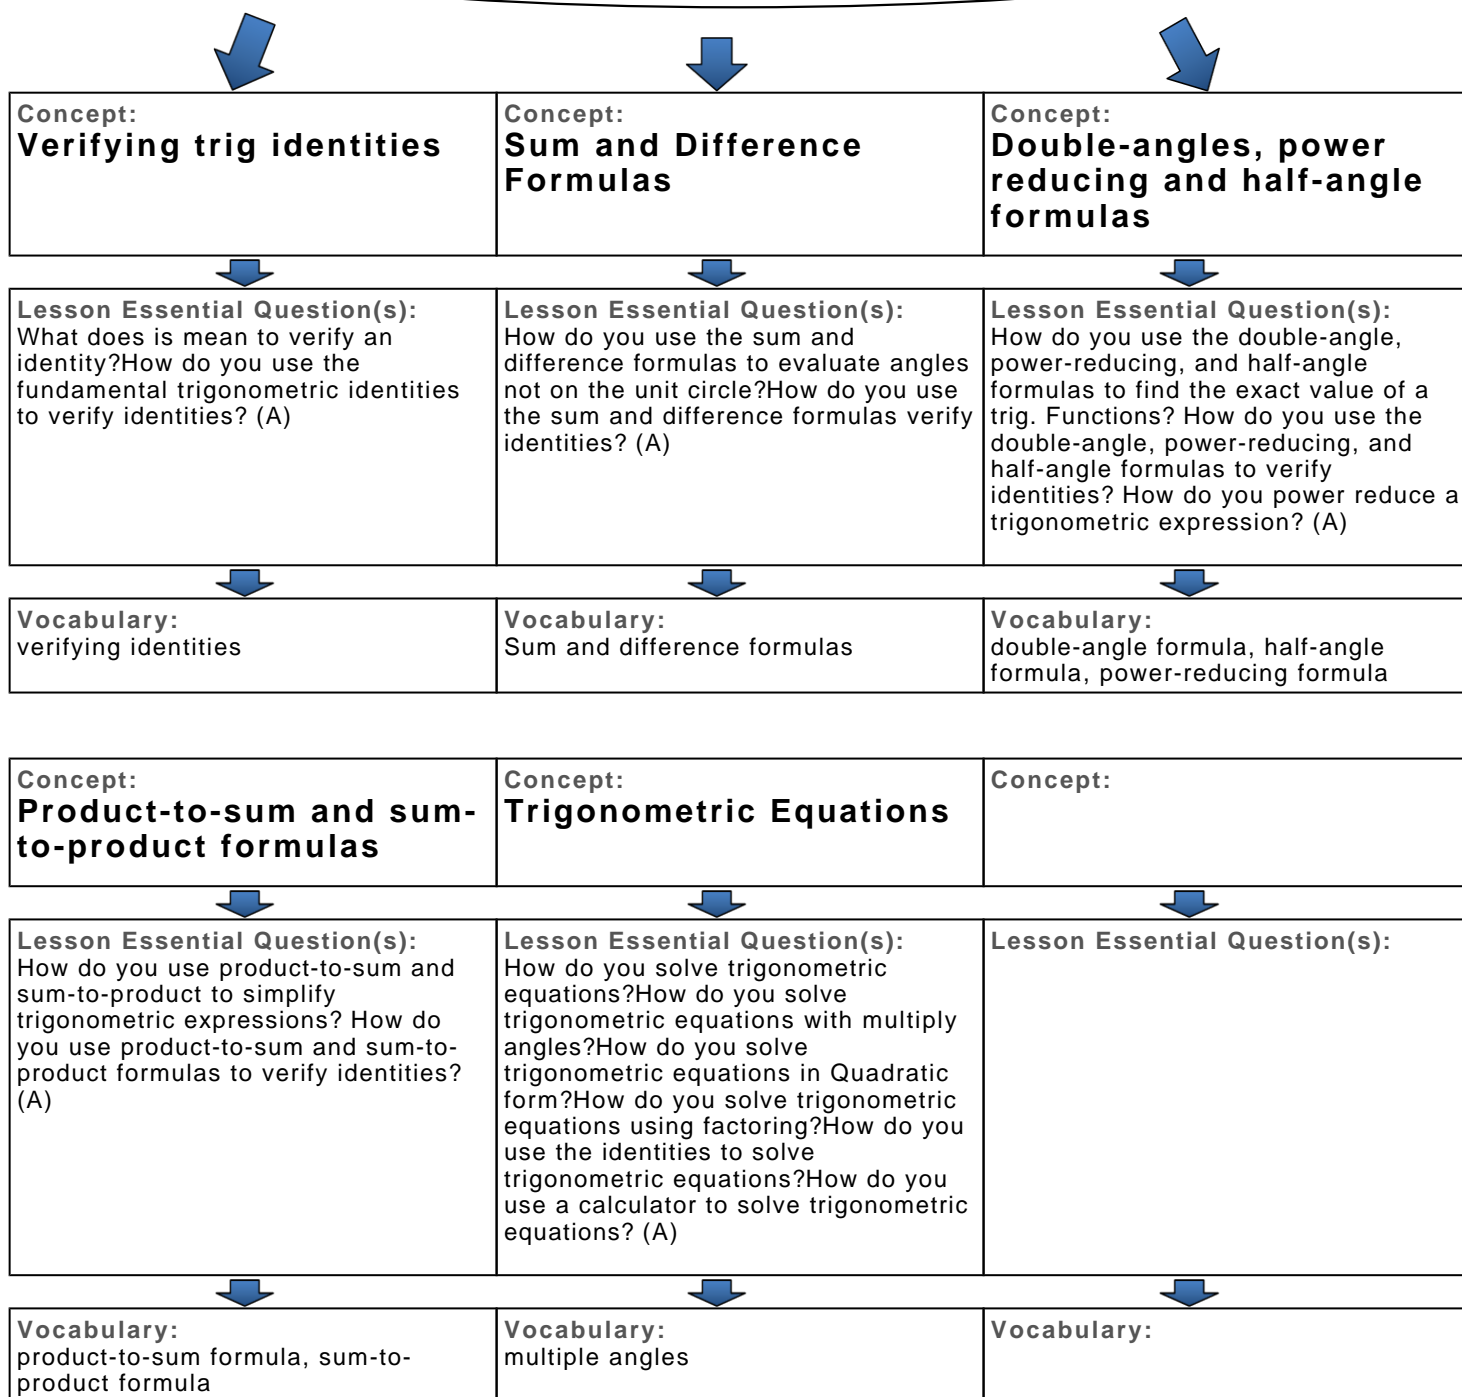 Concept:
Verifying trig identities
Concept:
Sum and Difference
Formulas
Concept:
Double-angles, power
reducing and half-angle
formulas
Lesson Essential Question(s):
What does is mean to verify an
identity?How do you use the
fundamental trigonometric identities
to verify identities? (A)
Lesson Essential Question(s):
How do you use the sum and
difference formulas to evaluate angles
not on the unit circle?How do you use
the sum and difference formulas verify
identities? (A)
Lesson Essential Question(s):
How do you use the double-angle,
power-reducing, and half-angle
formulas to find the exact value of a
trig. Functions? How do you use the
double-angle, power-reducing, and
half-angle formulas to verify
identities? How do you power reduce a
trigonometric expression? (A)
Vocabulary:
verifying identities
Vocabulary:
Sum and difference formulas
Vocabulary:
double-angle formula, half-angle
formula, power-reducing formula
Concept:
Product-to-sum and sum-
to-product formulas
Concept:
Trigonometric Equations
Concept:
Lesson Essential Question(s):
How do you use product-to-sum and
sum-to-product to simplify
trigonometric expressions? How do
you use product-to-sum and sum-to-
product formulas to verify identities?
(A)
Lesson Essential Question(s):
How do you solve trigonometric
equations?How do you solve
trigonometric equations with multiply
angles?How do you solve
trigonometric equations in Quadratic
form?How do you solve trigonometric
equations using factoring?How do you
use the identities to solve
trigonometric equations?How do you
use a calculator to solve trigonometric
equations? (A)
Lesson Essential Question(s):
Vocabulary:
product-to-sum formula, sum-to-
product formula
Vocabulary:
multiple angles
Vocabulary: